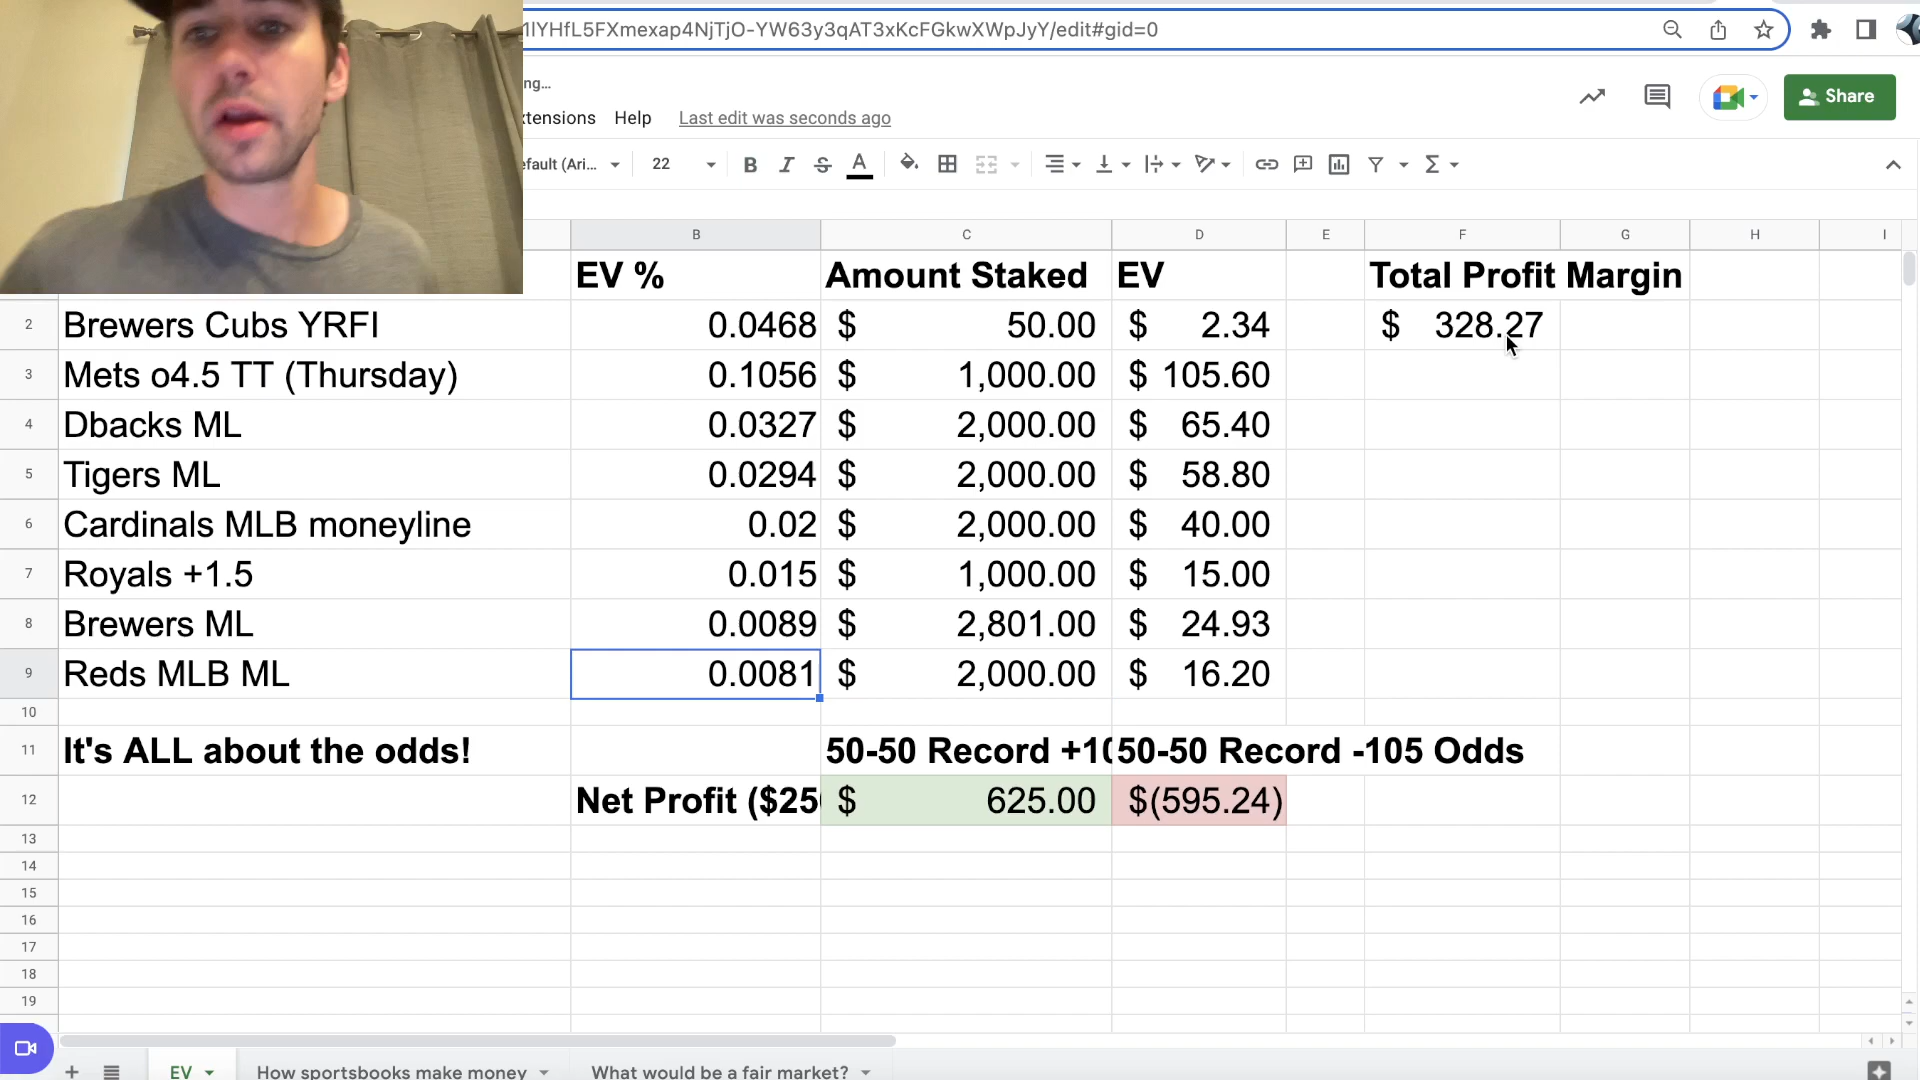 1lYHfL5FXmexap4NjTjO-YW63y3qAT3xKcFGkwXWpJyY/edit#gid=0
ng...
xtensions Help Last edit was seconds ago
Share
efault (Ari... 22
B C D E F G H I
EV % Amount Staked EV Total Profit Margin
2 Brewers Cubs YRFI 0.0468 $ 50.00 $ 2.34 $ 328.27
3 Mets o4.5 TT (Thursday) 0.1056 $ 1,000.00 $ 105.60
4 Dbacks ML 0.0327 $ 2,000.00 $ 65.40
5 Tigers ML 0.0294 $ 2,000.00 $ 58.80
6 Cardinals MLB moneyline 0.02 $ 2,000.00 $ 40.00
7 Royals +1.5 0.015 $ 1,000.00 $ 15.00
8 Brewers ML 0.0089 $ 2,801.00 $ 24.93
9 Reds MLB ML 0.0081 $ 2,000.00 $ 16.20
10
11 It's ALL about the odds! 50-50 Record +10 50-50 Record -105 Odds
12 Net Profit ($25 $ 625.00 $(595.24)
13
14
15
16
17
18
19
EV How sportsbooks make money What would be a fair market?